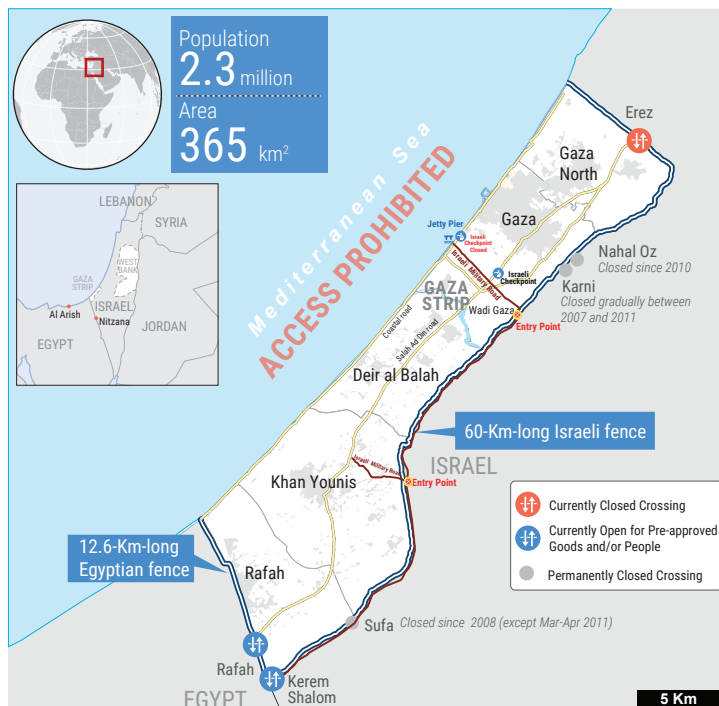 Population
2.3 million
Area
365 km²
LEBANON
SYRIA
WEST
BANK
GAZA
STRIP
ISRAEL
Al Arish
Nitzana
JORDAN
EGYPT
Mediterranean Sea
ACCESS PROHIBITED
Erez
Gaza
North
Gaza
Jetty Pier
Israeli
Checkpoint
Closed
Israeli Military Road
Israeli
Checkpoint
Nahal Oz
Closed since 2010
Karni
Closed gradually between
2007 and 2011
GAZA
STRIP
Wadi Gaza
Entry Point
Coastal road
Salah Ad Din road
Deir al Balah
60-Km-long Israeli fence
ISRAEL
Israeli Military Road
Entry Point
Khan Younis
12.6-Km-long
Egyptian fence
Rafah
Sufa
Closed since 2008 (except Mar-Apr 2011)
Rafah
Kerem
Shalom
EGYPT
Currently Closed Crossing
Currently Open for Pre-approved
Goods and/or People
Permanently Closed Crossing
5 Km